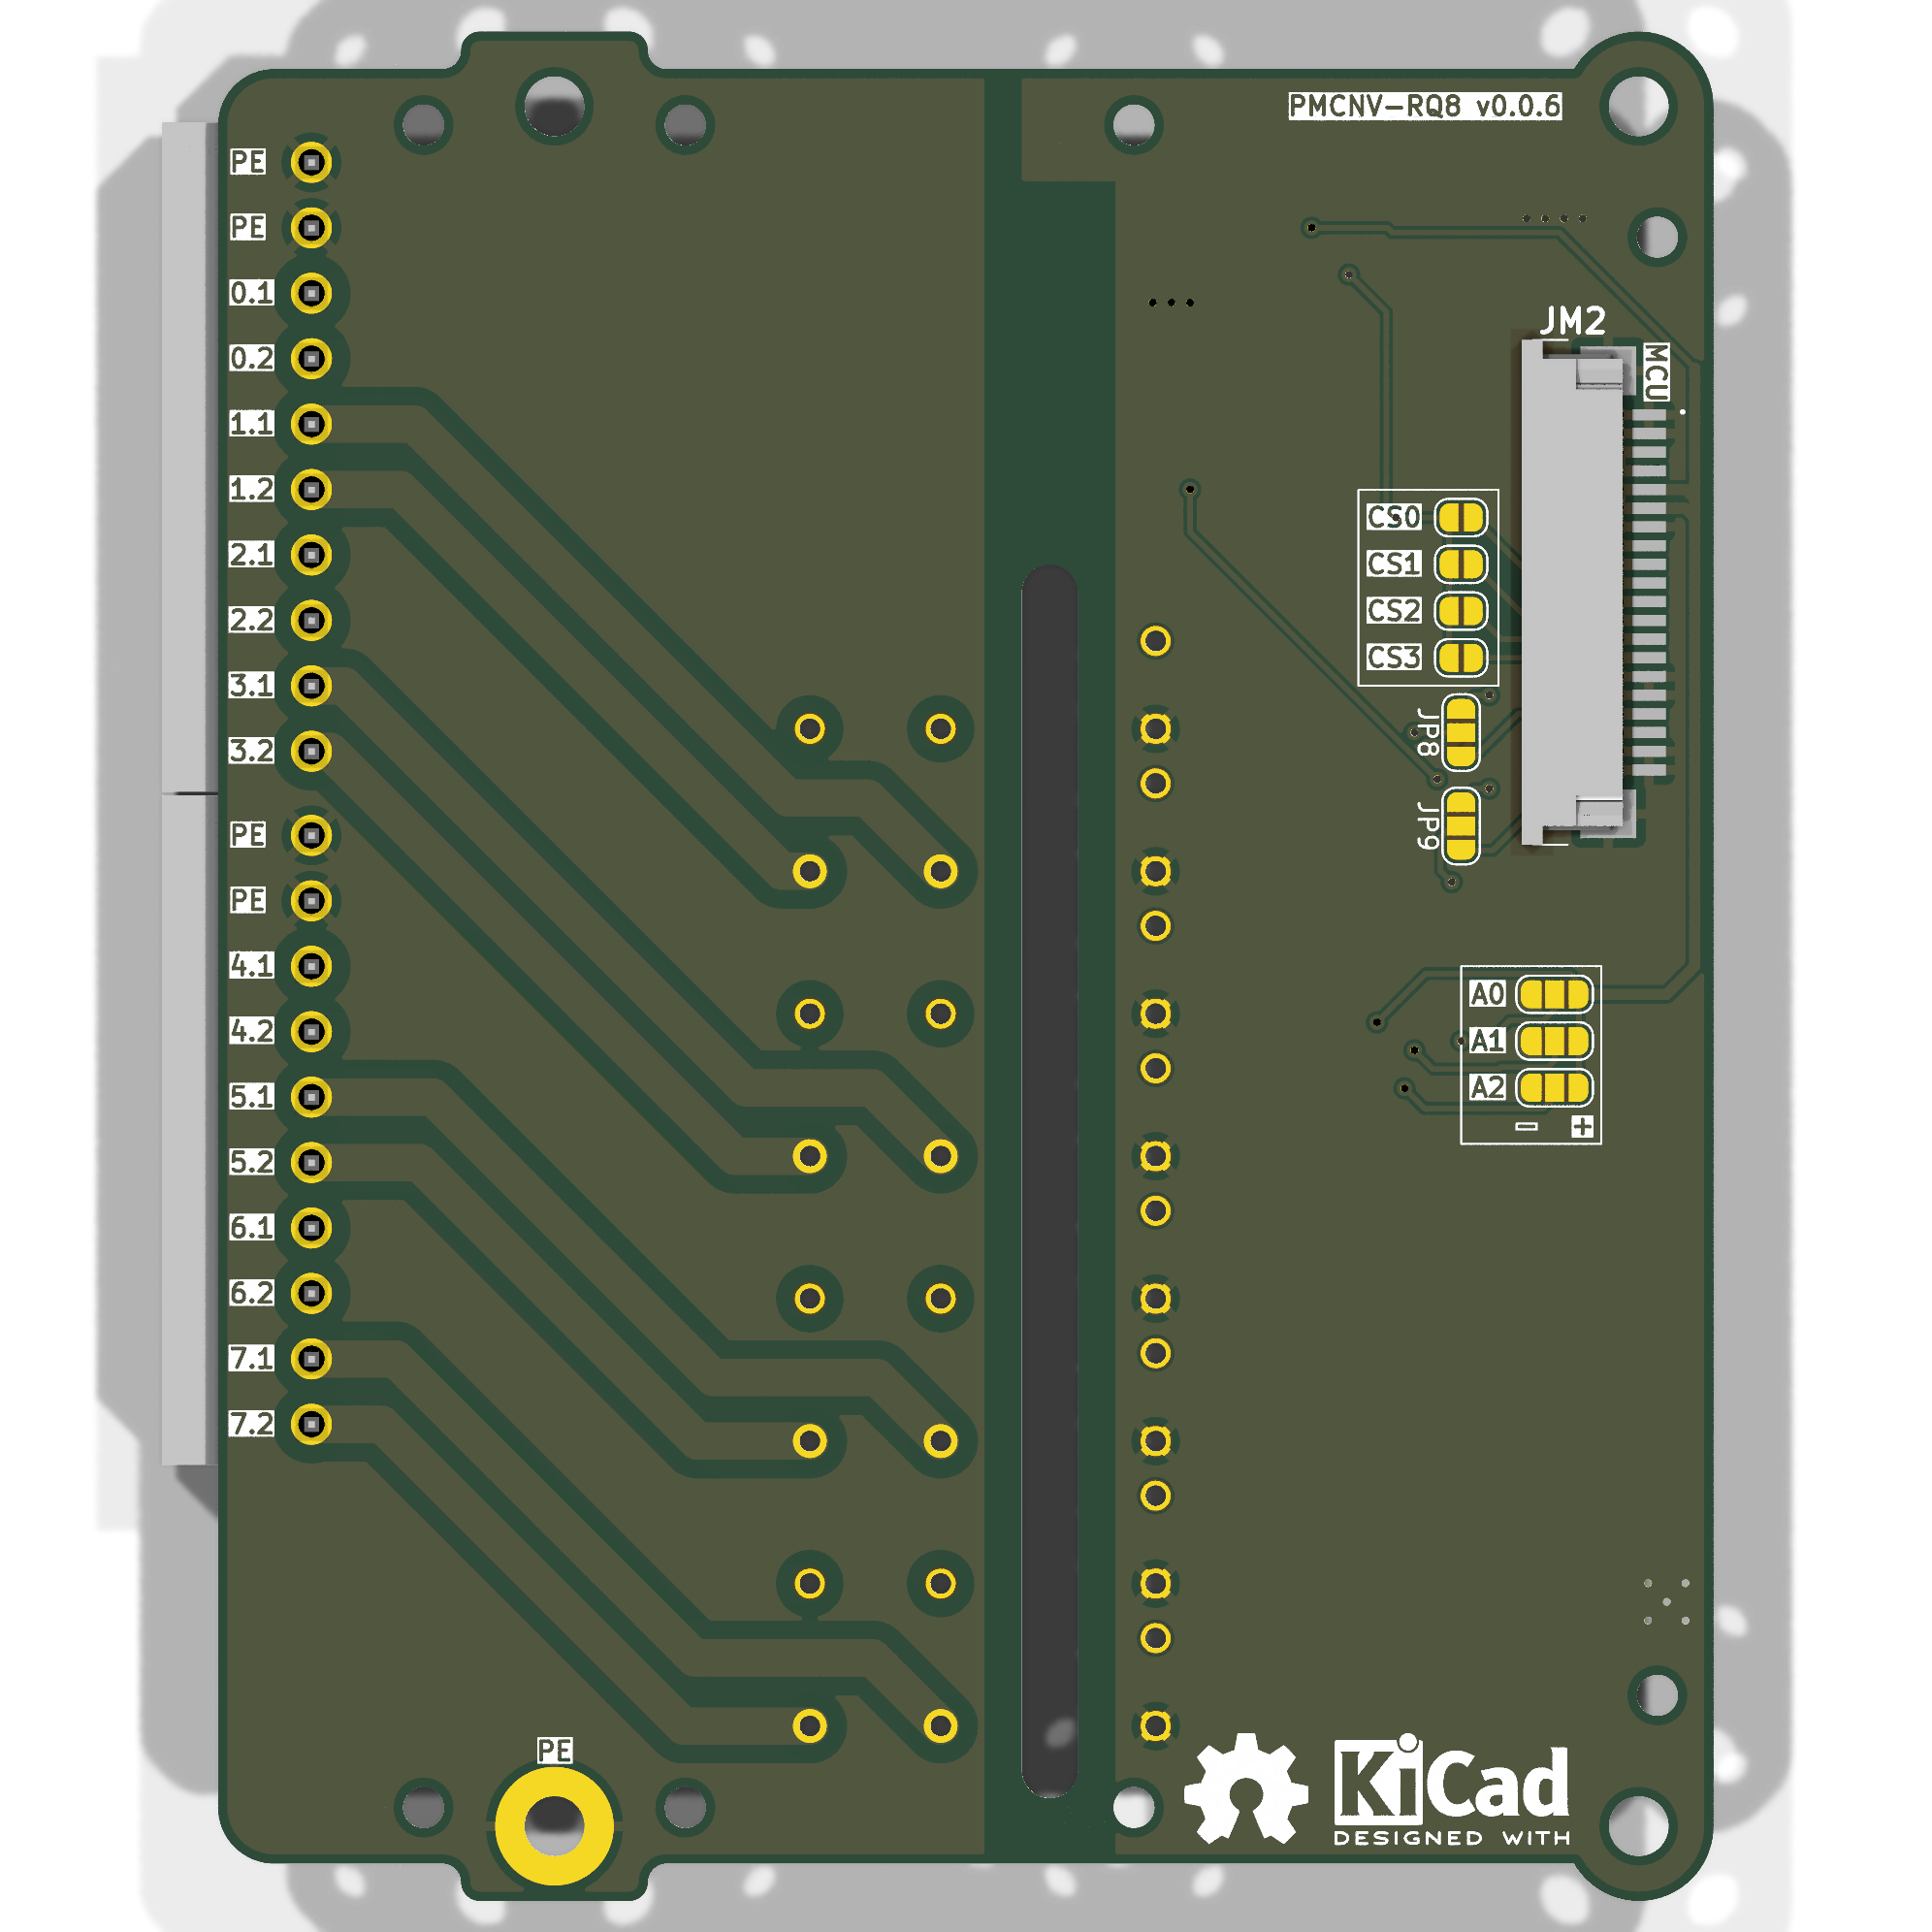 PMCNV-RQ8 v0.0.6
PE
PE
0.1
0.2
1.1
1.2
2.1
2.2
3.1
3.2
PE
PE
4.1
4.2
5.1
5.2
6.1
6.2
7.1
7.2
JM2
MCU
CS0
CS1
CS2
CS3
JP8
JP9
A0
A1
A2
- +
PE
KiCad
DESIGNED WITH